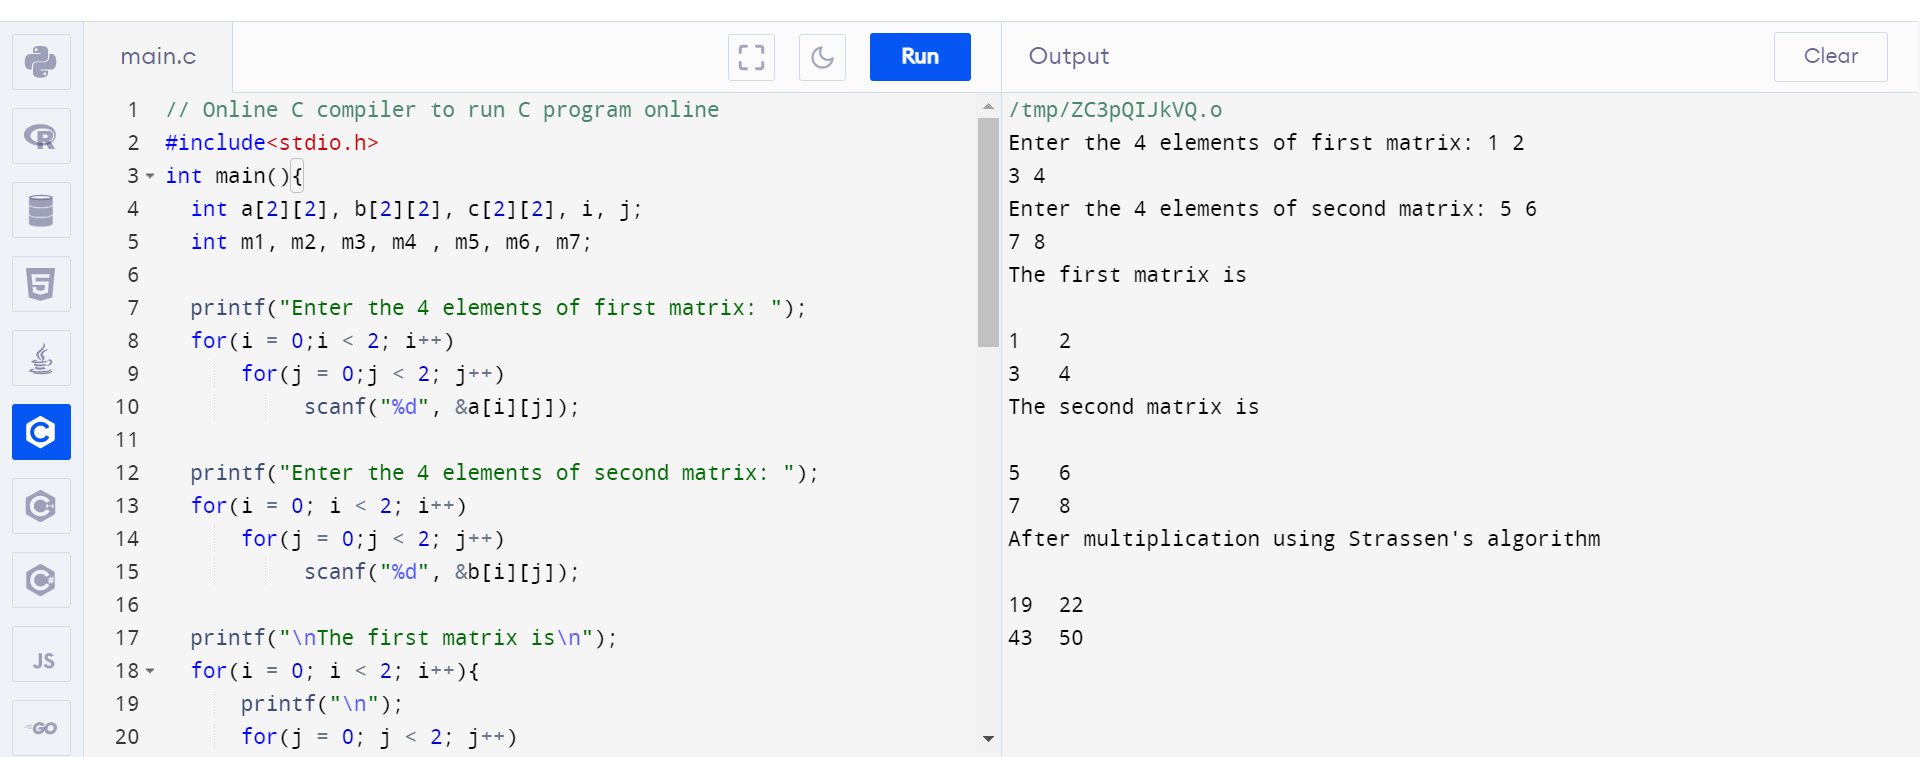 main.c
Run
Output
Clear
1 // Online C compiler to run C program online
2 #include<stdio.h>
3 int main(){
4 int a[2][2], b[2][2], c[2][2], i, j;
5 int m1, m2, m3, m4 , m5, m6, m7;
6
7 printf("Enter the 4 elements of first matrix: ");
8 for(i = 0;i < 2; i++)
9 for(j = 0;j < 2; j++)
10 scanf("%d", &a[i][j]);
11
12 printf("Enter the 4 elements of second matrix: ");
13 for(i = 0; i < 2; i++)
14 for(j = 0;j < 2; j++)
15 scanf("%d", &b[i][j]);
16
17 printf("\nThe first matrix is\n");
18 for(i = 0; i < 2; i++){
19 printf("\n");
20 for(j = 0; j < 2; j++)
/tmp/ZC3pQIJkVQ.o
Enter the 4 elements of first matrix: 1 2
3 4
Enter the 4 elements of second matrix: 5 6
7 8
The first matrix is
1 2
3 4
The second matrix is
5 6
7 8
After multiplication using Strassen's algorithm
19 22
43 50
R
5
C
C++
C#
JS
GO